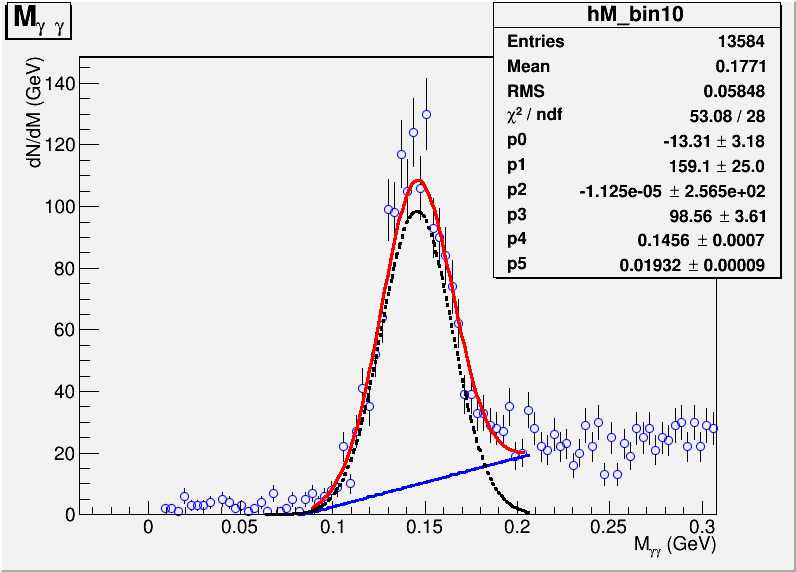 M γ γ
hM_bin10
Entries 13584
Mean 0.1771
RMS 0.05848
χ² / ndf 53.08 / 28
p0 -13.31 ± 3.18
p1 159.1 ± 25.0
p2 -1.125e-05 ± 2.565e+02
p3 98.56 ± 3.61
p4 0.1456 ± 0.0007
p5 0.01932 ± 0.00009
dN/dM (GeV)
140
120
100
80
60
40
20
0
0 0.05 0.1 0.15 0.2 0.25 0.3
Mγγ (GeV)